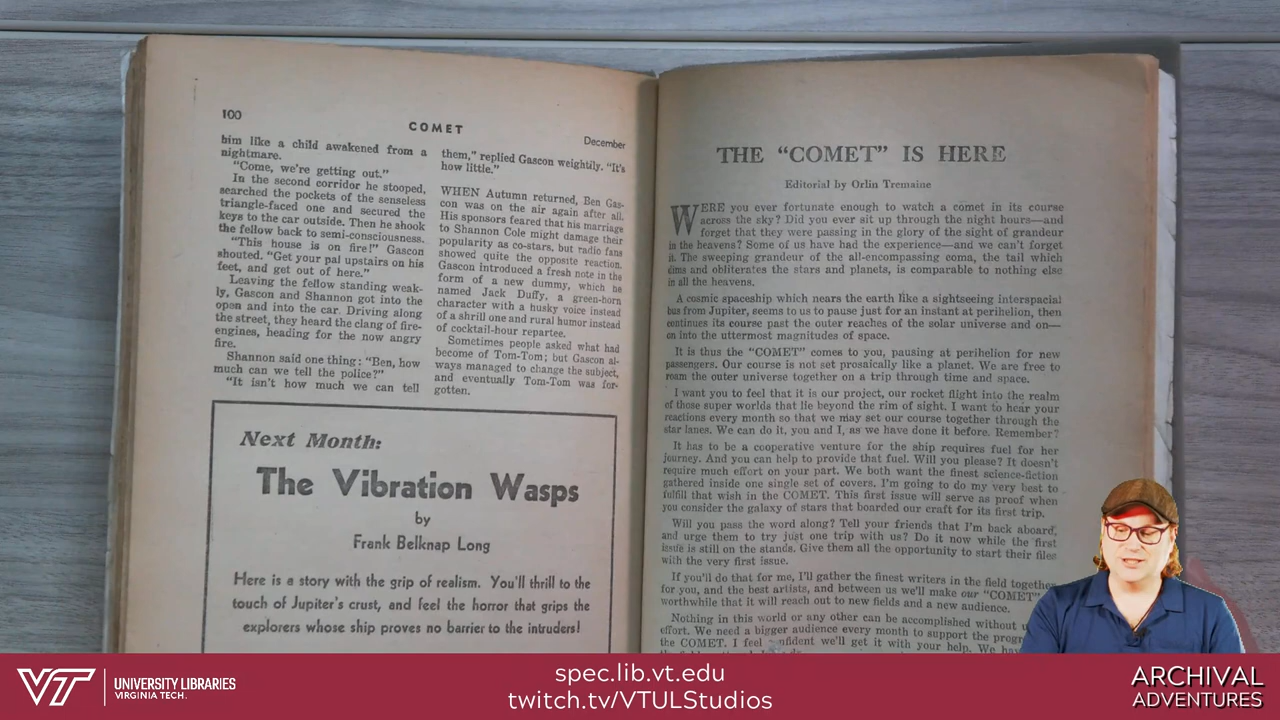 100
COMET
December
him like a child awakened from a
nightmare.
"Come, we're getting out."
In the second corridor he stooped,
searched the pockets of the senseless
triangle-faced one and secured the
keys to the car outside. Then he shook
the fellow back to semi-consciousness.
"This house is on fire!" Gascon
shouted. "Get your pal upstairs on his
feet, and get out of here."
Leaving the fellow standing weak-
ly, Gascon and Shannon got into the
open and into the car. Driving along
the street, they heard the clang of fire-
engines, heading for the now angry
fire.
Shannon said one thing: "Ben, how
much can we tell the police?"
"It isn't how much we can tell
them," replied Gascon weightily. "It's
how little."
WHEN Autumn returned, Ben Gas-
con was on the air again after all.
His sponsors feared that his marriage
to Shannon Cole might damage their
popularity as co-stars, but radio fans
showed quite the opposite reaction.
Gascon introduced a fresh note in the
form of a new dummy, which he
named Jack Duffy, a green-horn
character with a husky voice instead
of a shrill one and rural humor instead
of cocktail-hour repartee.
Sometimes people asked what had
become of Tom-Tom; but Gascon al-
ways managed to change the subject,
and eventually Tom-Tom was for-
gotten.
Next Month:
The Vibration Wasps
by
Frank Belknap Long
Here is a story with the grip of realism. You'll thrill to the
touch of Jupiter's crust, and feel the horror that grips the
explorers whose ship proves no barrier to the intruders!
THE "COMET" IS HERE
Editorial by Orlin Tremaine
WERE you ever fortunate enough to watch a comet in its course
across the sky? Did you ever sit up through the night hours—and
forget that they were passing in the glory of the sight of grandeur
in the heavens? Some of us have had the experience—and we can't forget
it. The sweeping grandeur of the all-encompassing coma, the tail which
dims and obliterates the stars and planets, is comparable to nothing else
in all the heavens.
A cosmic spaceship which nears the earth like a sightseeing interspacial
bus from Jupiter, seems to us to pause just for an instant at perihelion, then
continues its course past the outer reaches of the solar universe and on—
on into the uttermost magnitudes of space.
It is thus the "COMET" comes to you, pausing at perihelion for new
passengers. Our course is not set prosaically like a planet. We are free to
roam the outer universe together on a trip through time and space.
I want you to feel that it is our project, our rocket flight into the realm
of those super worlds that lie beyond the rim of sight. I want to hear your
reactions every month so that we may set our course together through the
star lanes. We can do it, you and I, as we have done it before. Remember?
It has to be a cooperative venture for the ship requires fuel for her
journey. And you can help to provide that fuel. Will you please? It doesn't
require much effort on your part. We both want the finest science-fiction
gathered inside one single set of covers. I'm going to do my very best to
fulfill that wish in the COMET. This first issue will serve as proof when
you consider the galaxy of stars that boarded our craft for its first trip.
Will you pass the word along? Tell your friends that I'm back aboard,
and urge them to try just one trip with us? Do it now while the first
issue is still on the stands. Give them all the opportunity to start their files
with the very first issue.
If you'll do that for me, I'll gather the finest writers in the field together
for you, and the best artists, and between us we'll make our "COMET"
worthwhile that it will reach out to new fields and a new audience.
Nothing in this world or any other can be accomplished without
effort. We need a bigger audience every month to support the
the COMET. I feel confident we'll get it with your help. We
VT
UNIVERSITY LIBRARIES
VIRGINIA TECH.
spec.lib.vt.edu
twitch.tv/VTULStudios
ARCHIVAL
ADVENTURES